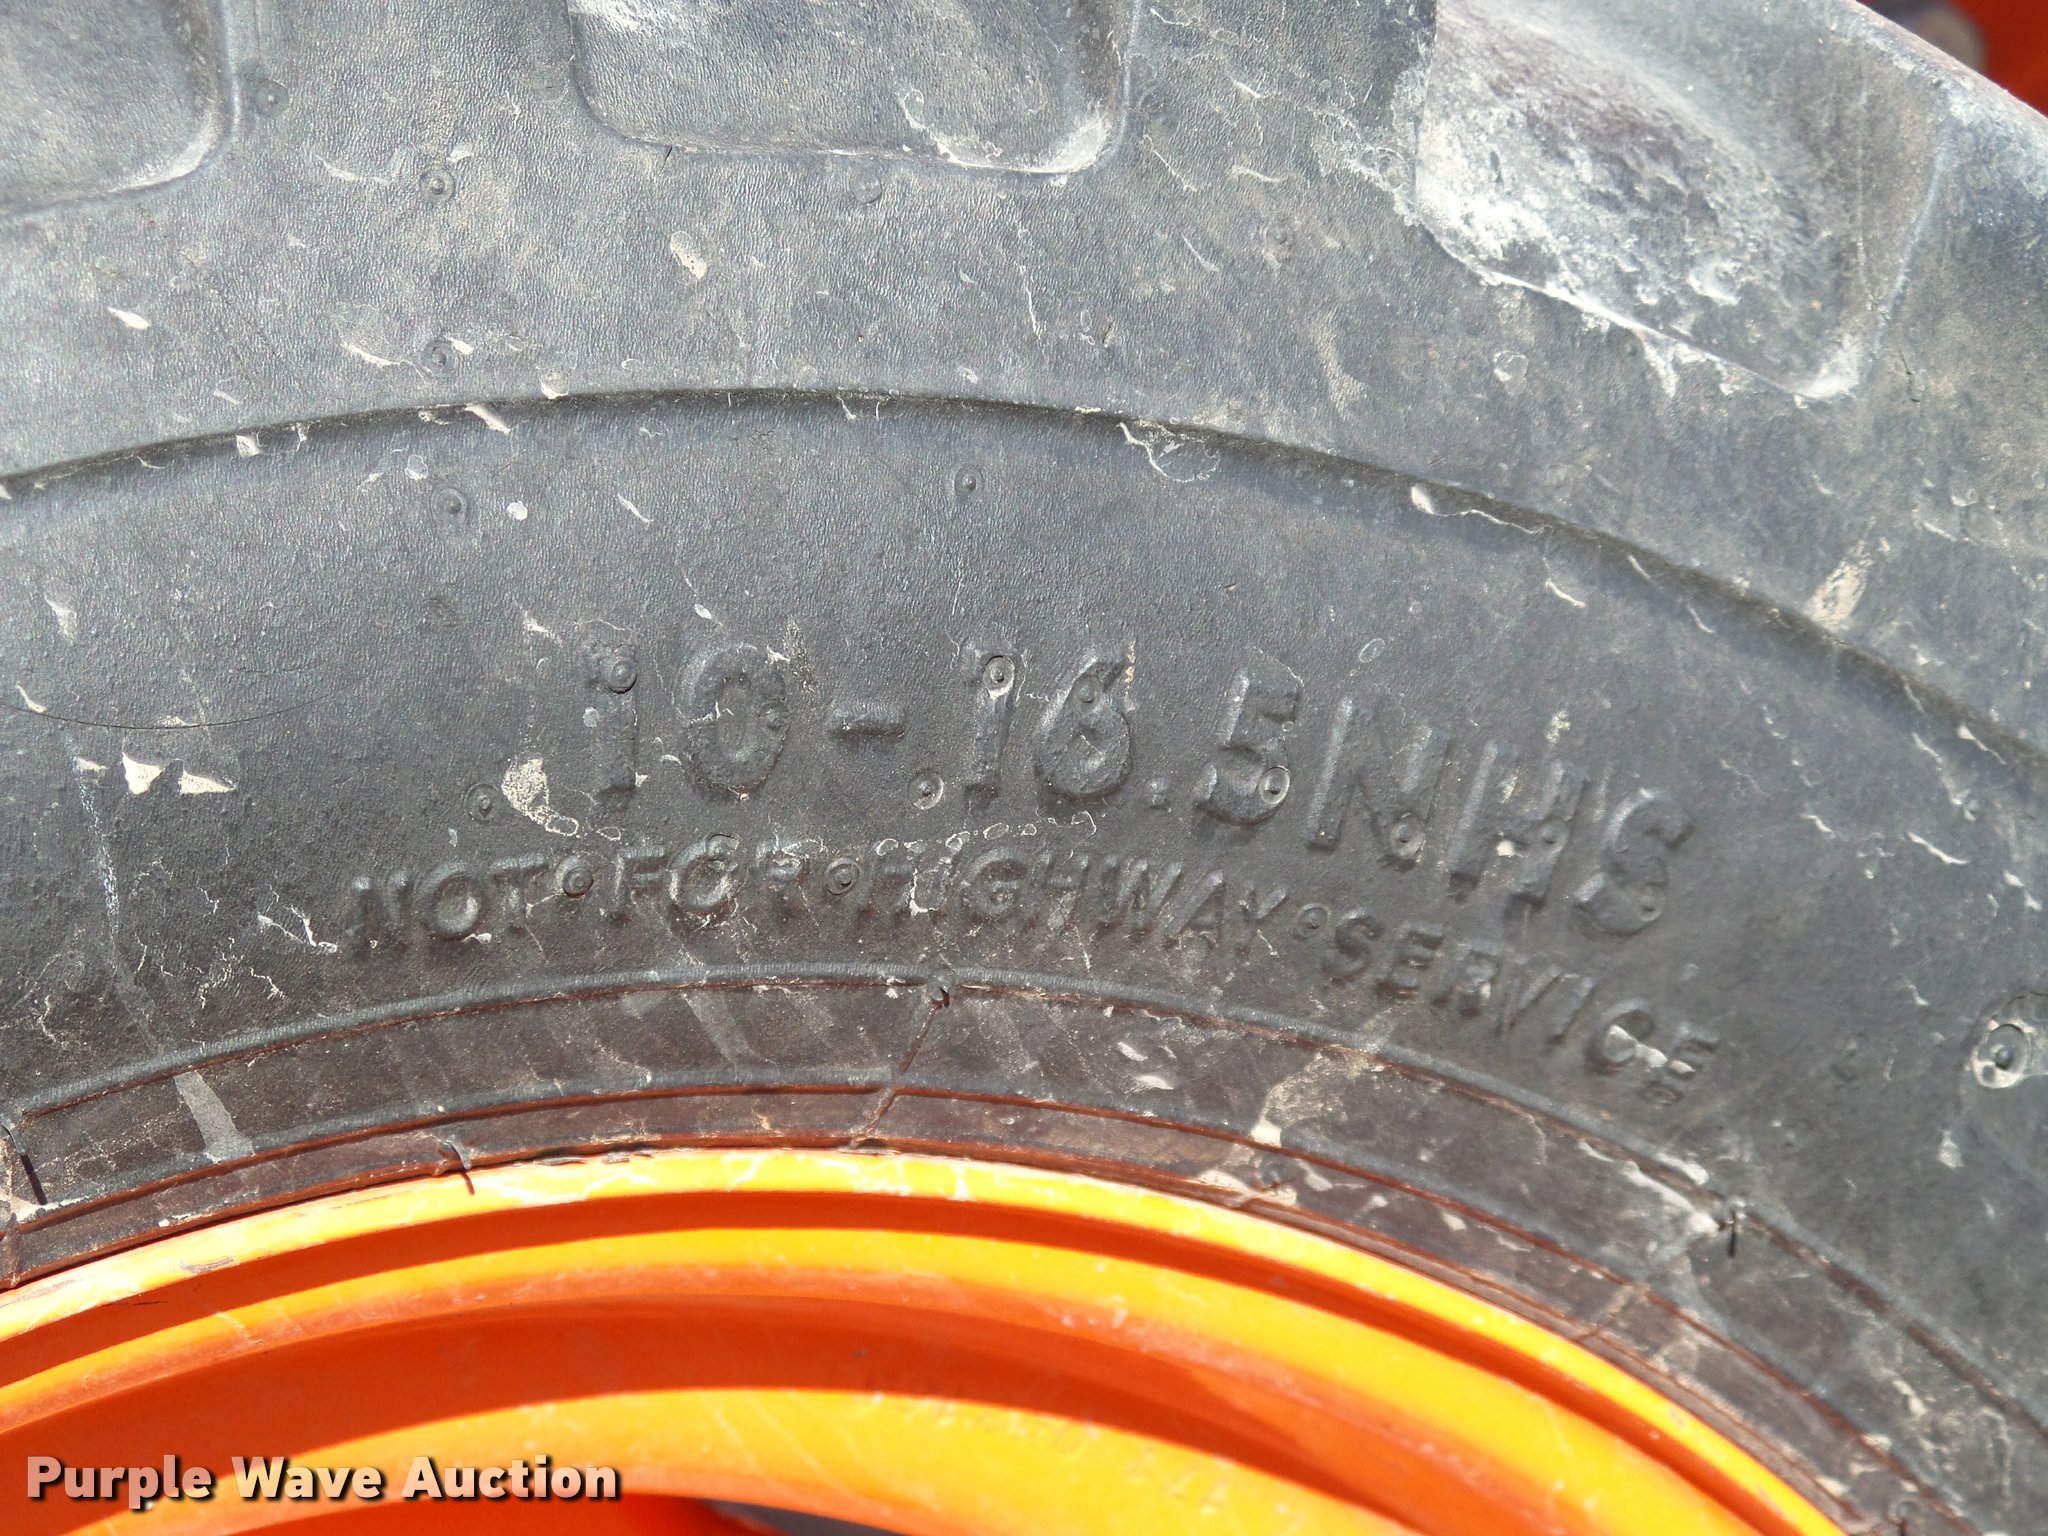 10-16.5NHS
NOT•FOR•HIGHWAY•SERVICE
Purple Wave Auction